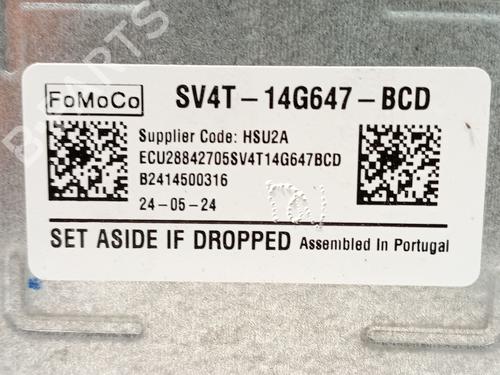 B-PARTS
FoMoCo SV4T-14G647-BCD
Supplier Code: HSU2A
ECU28842705SV4T14G647BCD
B2414500316
24-05-24
SET ASIDE IF DROPPED Assembled In Portugal